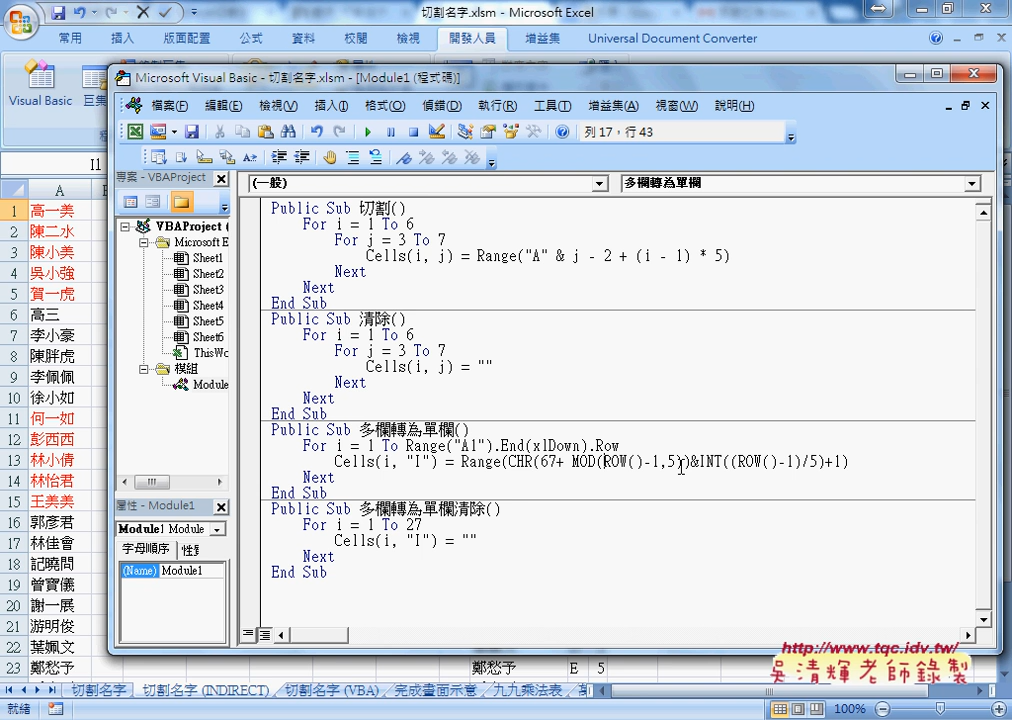 切割名字.xlsm - Microsoft Excel
常用 插入 版面配置 公式 資料 校閱 檢視 開發人員 增益集 Universal Document Converter
Visual Basic
Microsoft Visual Basic - 切割名字.xlsm - [Module1 (程式碼)]
檔案(F) 編輯(E) 檢視(V) 插入(I) 格式(O) 偵錯(D) 執行(R) 工具(T) 增益集(A) 視窗(W) 說明(H)
列 17，行 43
專案 - VBAProject
(一般)
多欄轉為單欄
VBAProject (
Microsoft E
Sheet1
Sheet2
Sheet3
Sheet4
Sheet5
Sheet6
ThisWo
模組
Module
屬性 - Module1
Module1 Module
字母順序
(Name) Module1
Public Sub 切割()
For i = 1 To 6
For j = 3 To 7
Cells(i, j) = Range("A" & j - 2 + (i - 1) * 5)
Next
Next
End Sub
Public Sub 清除()
For i = 1 To 6
For j = 3 To 7
Cells(i, j) = ""
Next
Next
End Sub
Public Sub 多欄轉為單欄()
For i = 1 To Range("A1").End(xlDown).Row
Cells(i, "I") = Range(CHR(67+ MOD(ROW()-1,5))&INT((ROW()-1)/5)+1)
Next
End Sub
Public Sub 多欄轉為單欄清除()
For i = 1 To 27
Cells(i, "I") = ""
Next
End Sub
I1
A
1 高一美
2 陳二水
3 陳小美
4 吳小強
5 賀一虎
6 高三
7 李小豪
8 陳胖虎
9 李佩佩
10 徐小如
11 何一如
12 彭西西
13 林小倩
14 林怡君
15 王美美
16 郭彥君
17 林佳會
18 記曉問
19 曾寶儀
20 謝一展
21 游明俊
22 葉姵文
23 鄭愁予
鄭愁予 E 5
http://www.tqc.idv.tw/
吳清輝老師錄製
切割名字 切割名字 (INDIRECT) 切割名字 (VBA) 完成畫面示意 九九乘法表
就緒
100%